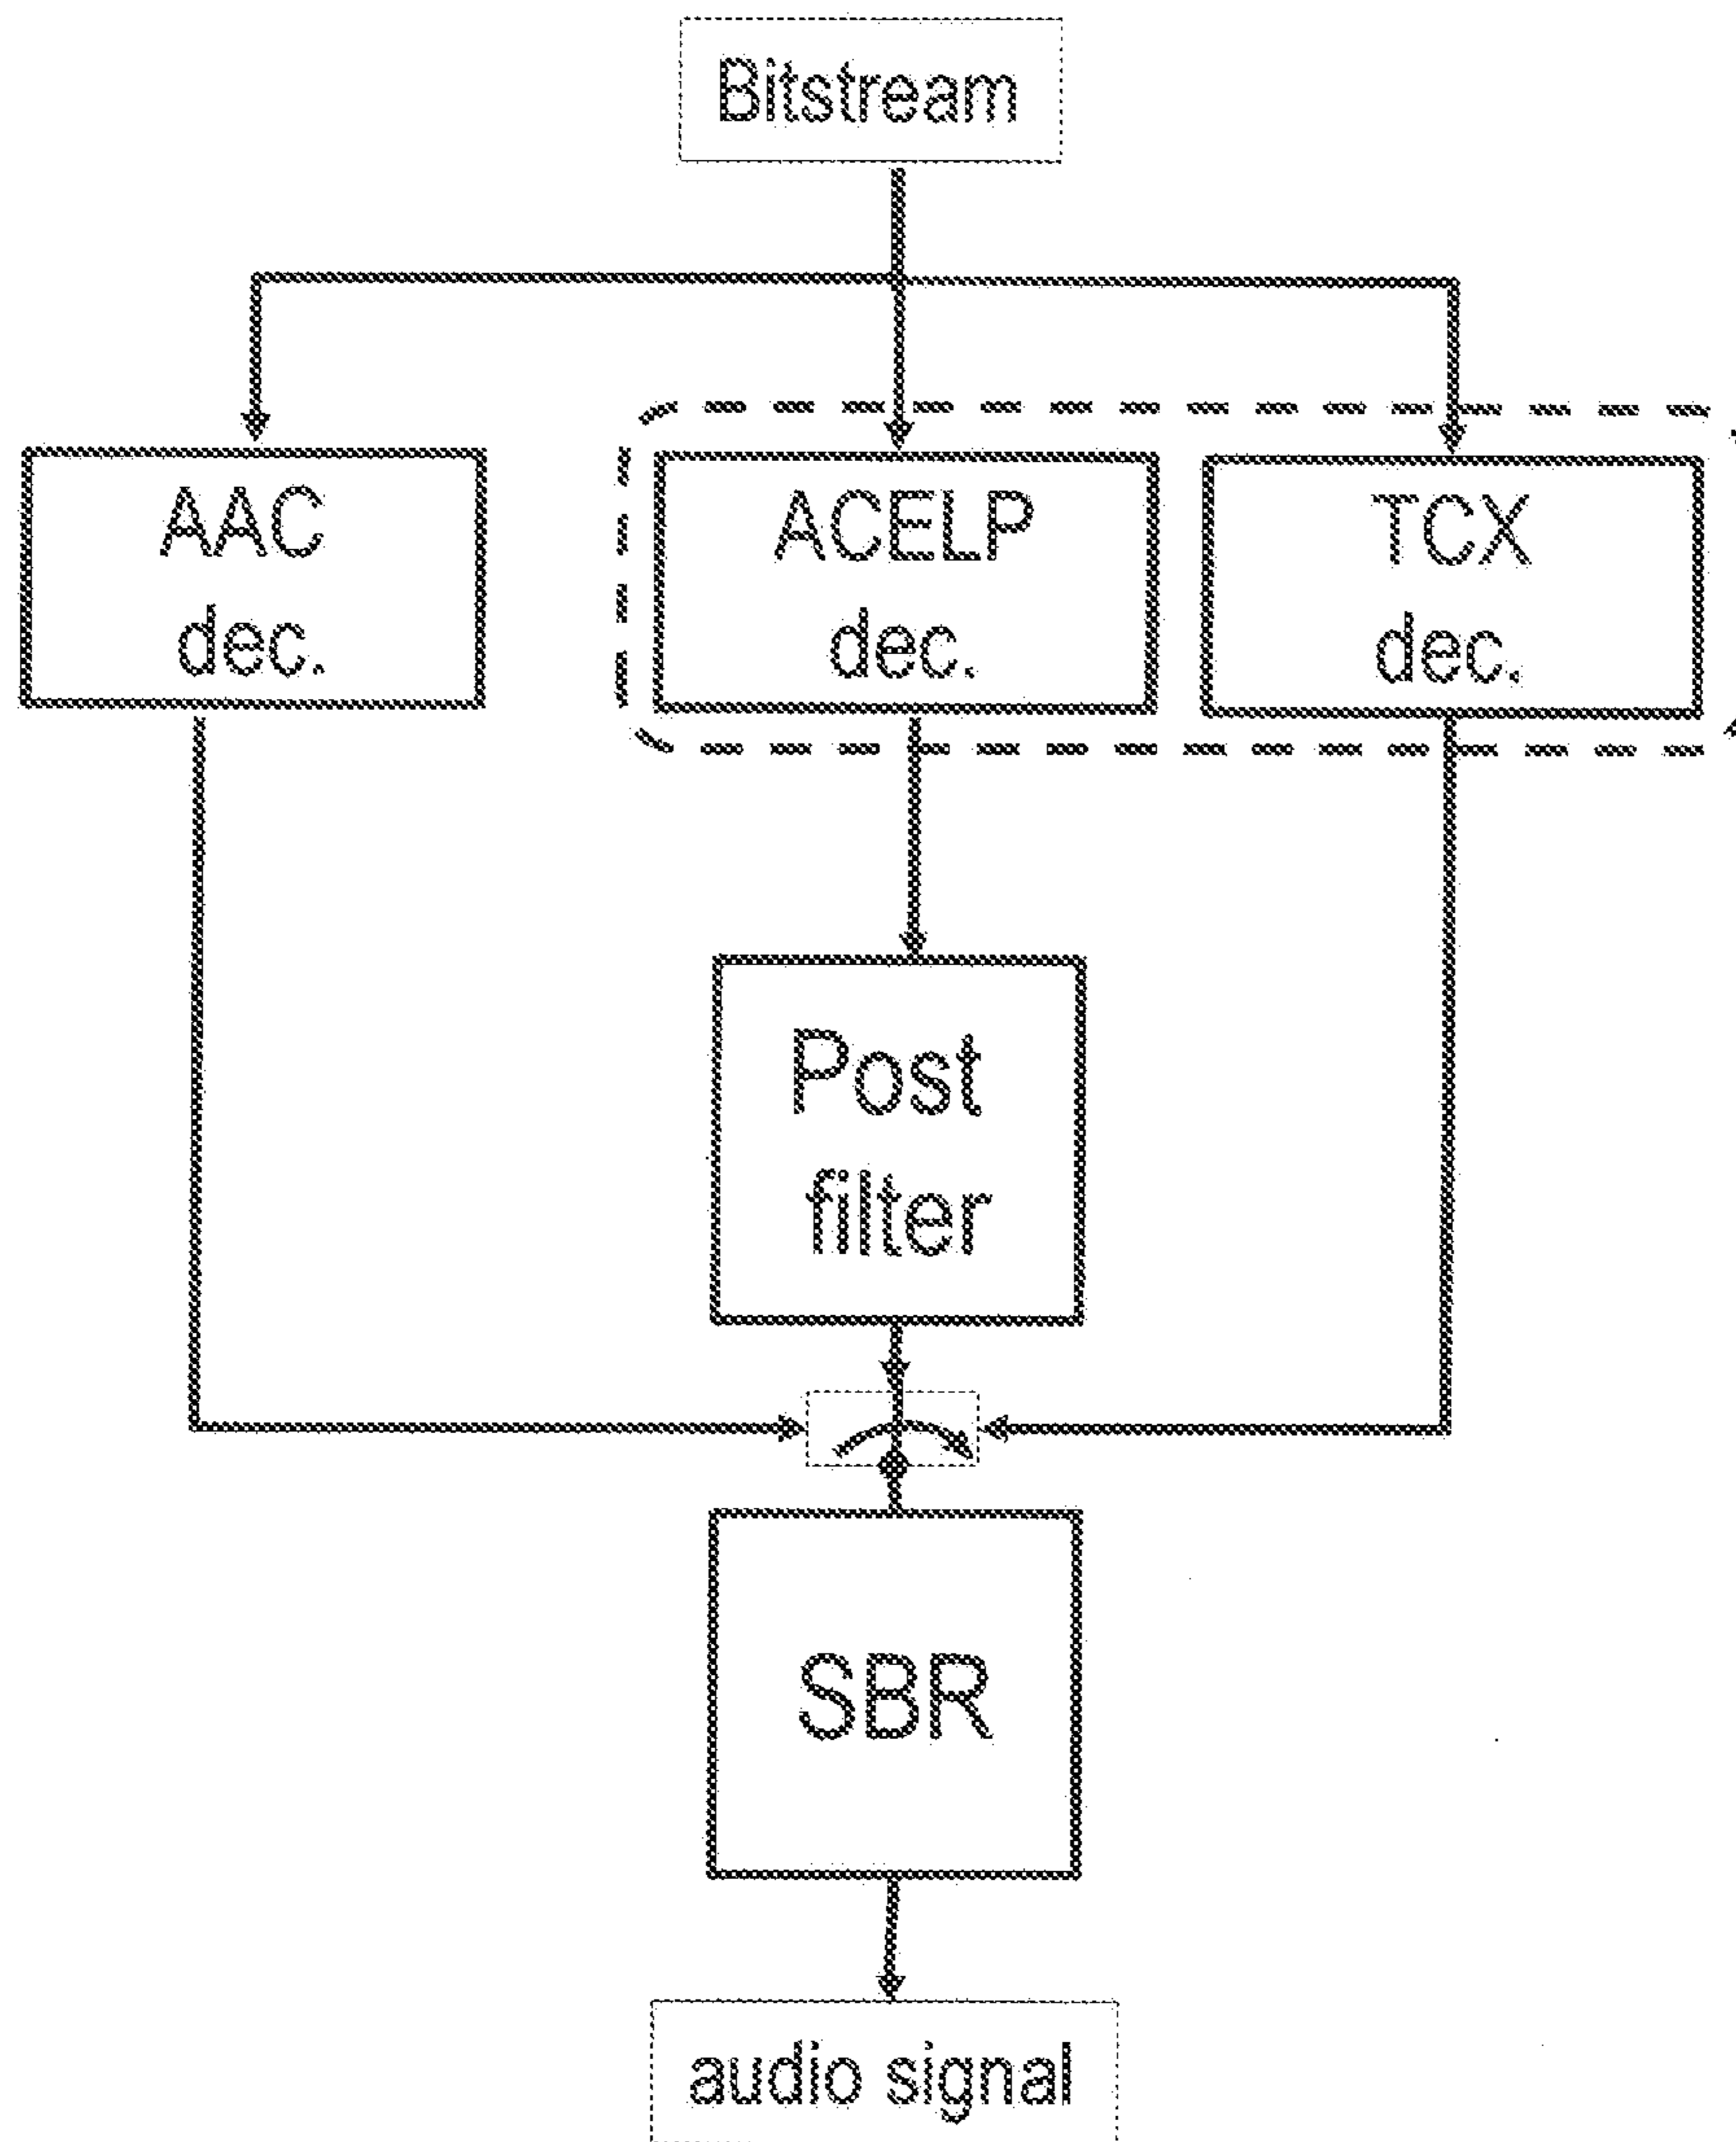 Bitstream
AAC
dec.
ACELP
dec.
TCX
dec.
Post
filter
SBR
audio signal